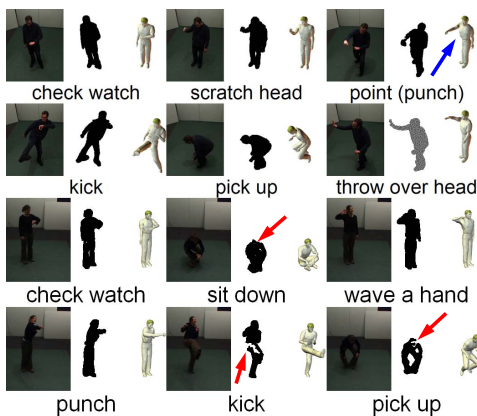 check watch scratch head point (punch)
kick pick up throw over head
check watch sit down wave a hand
punch kick pick up